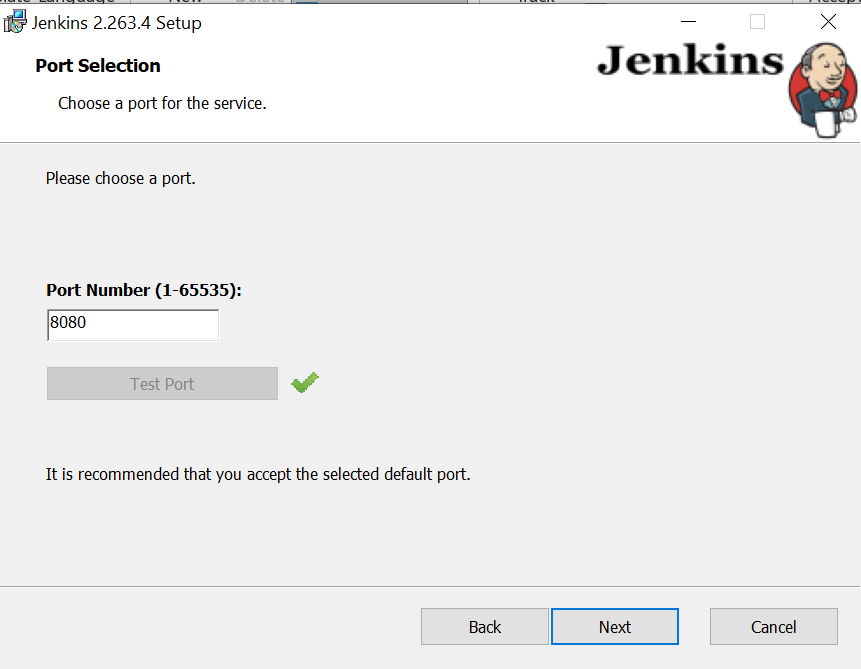 Jenkins 2.263.4 Setup
Port Selection
Jenkins
Choose a port for the service.
Please choose a port.
Port Number (1-65535):
8080
Test Port
It is recommended that you accept the selected default port.
Back
Next
Cancel